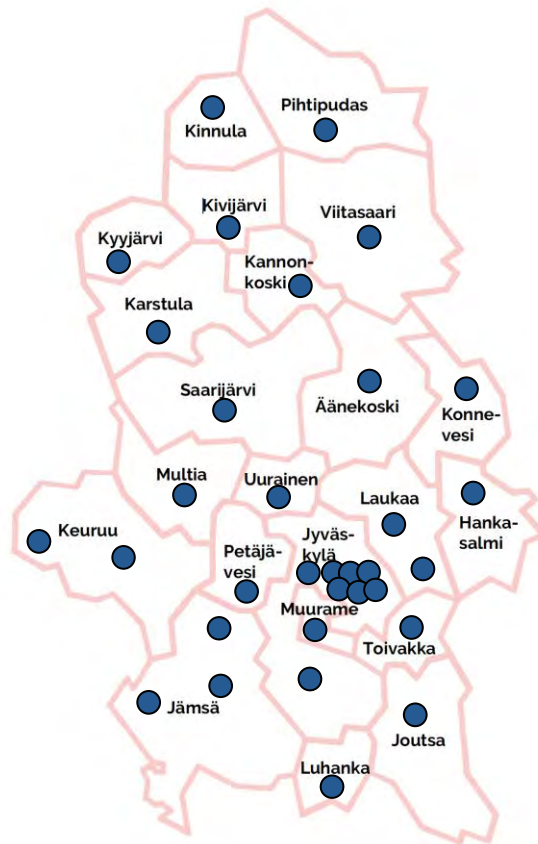 Pihtipudas
Kinnula
Kivijärvi
Viitasaari
Kyyjärvi
Kannon-
koski
Karstula
Saarijärvi
Äänekoski
Konne-
vesi
Multia
Uurainen
Laukaa
Hanka-
salmi
Keuruu
Jyväs-
kylä
Petäjä-
vesi
Muurame
Toivakka
Jämsä
Joutsa
Luhanka